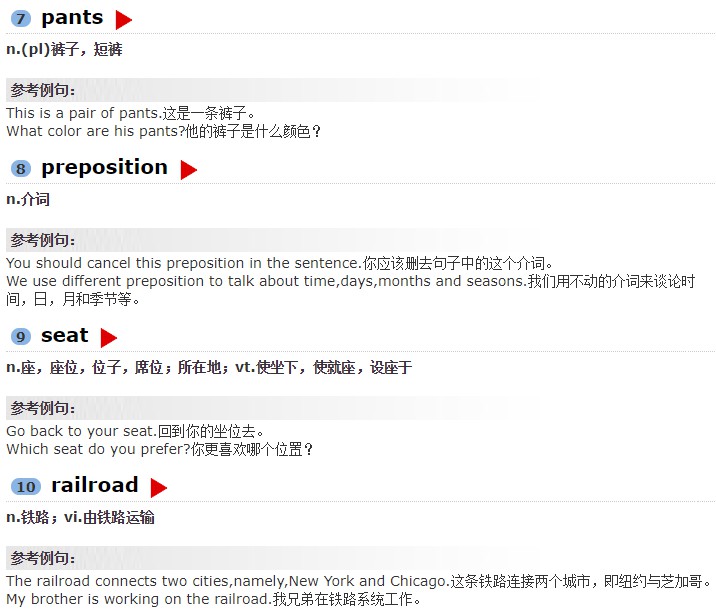 7 pants
n.(pl)裤子，短裤
参考例句：
This is a pair of pants.这是一条裤子。
What color are his pants?他的裤子是什么颜色？
8 preposition
n.介词
参考例句：
You should cancel this preposition in the sentence.你应该删去句子中的这个介词。
We use different preposition to talk about time,days,months and seasons.我们用不动的介词来谈论时
间，日，月和季节等。
9 seat
n.座，座位，位子，席位；所在地；vt.使坐下，使就座，设座于
参考例句：
Go back to your seat.回到你的坐位去。
Which seat do you prefer?你更喜欢哪个位置？
10 railroad
n.铁路；vi.由铁路运输
参考例句：
The railroad connects two cities,namely,New York and Chicago.这条铁路连接两个城市，即纽约与芝加哥。
My brother is working on the railroad.我兄弟在铁路系统工作。